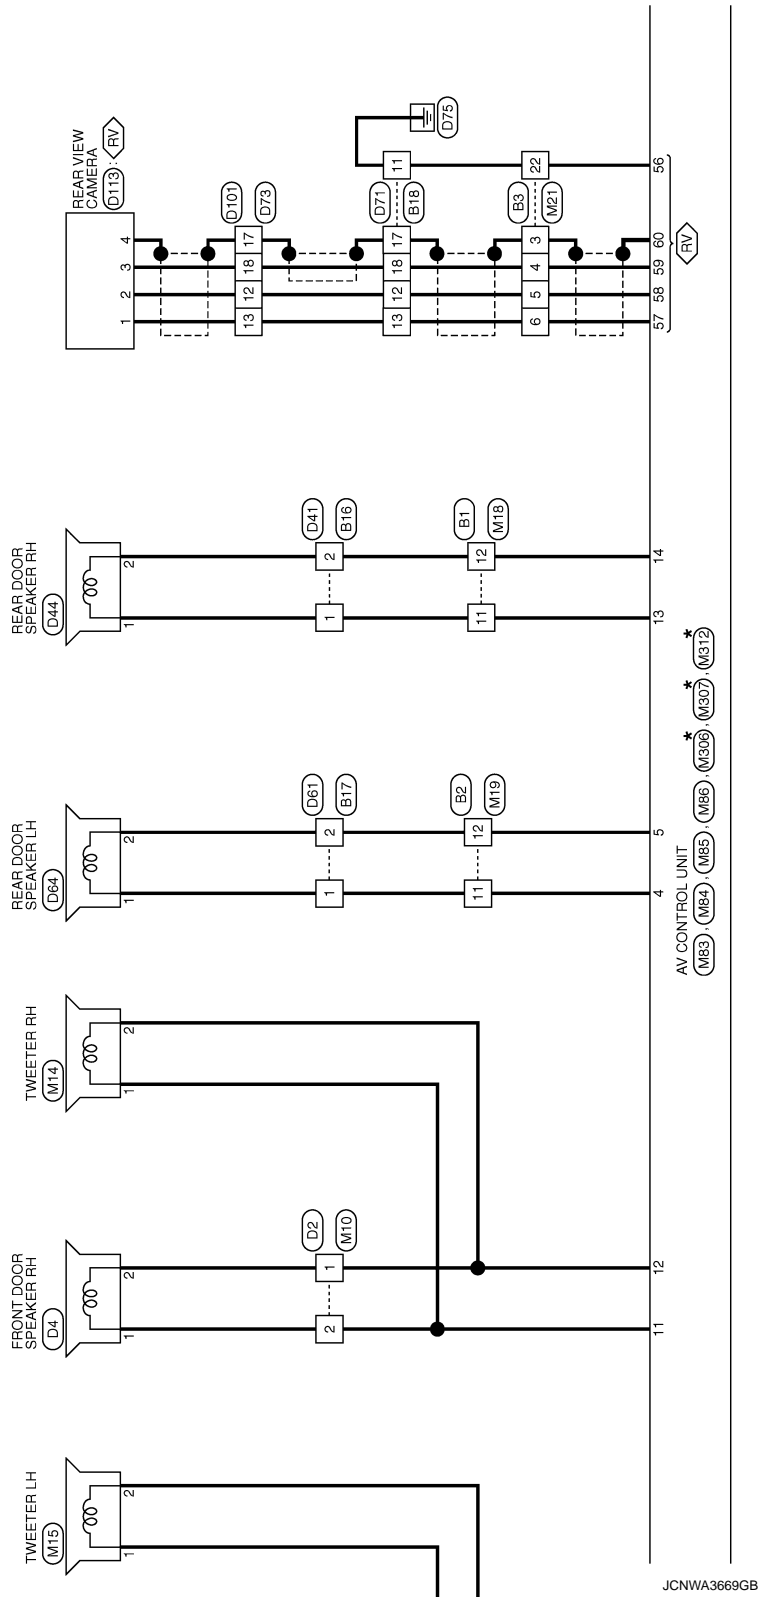 TWEETER LH
M15
1 2
FRONT DOOR
SPEAKER RH
D4
1 2
D2
2 1
M10
11 12
TWEETER RH
M14
1 2
REAR DOOR
SPEAKER LH
D64
1 2
D61
1 2
B17
B2
11 12
M19
4 5
REAR DOOR
SPEAKER RH
D44
1 2
D41
1 2
B16
B1
11 12
M18
13 14
REAR VIEW
CAMERA
D113 : RV
1 2 3 4
D101
13 12 18 17
D73
D75
D71
13 12 18 17 11
B18
B3
6 5 4 3 22
M21
57 58 59 60 56
RV
AV CONTROL UNIT
M83 , M84 , M85 , M86 , M306* , M307* , M312*
JCNWA3669GB